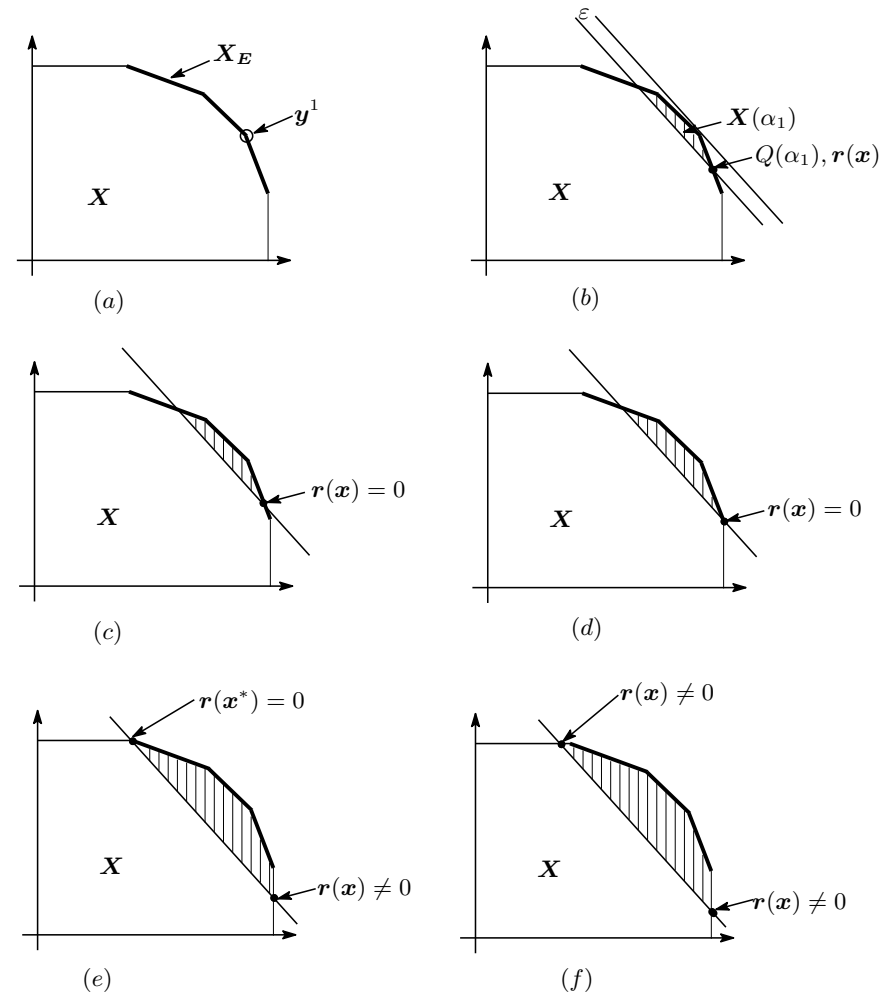 X_E
y^1
X
(a)
ε
X(α_1)
Q(α_1), r(x)
X
(b)
r(x) = 0
X
(c)
r(x) = 0
X
(d)
r(x^*) = 0
X
r(x) ≠ 0
(e)
r(x) ≠ 0
X
r(x) ≠ 0
(f)